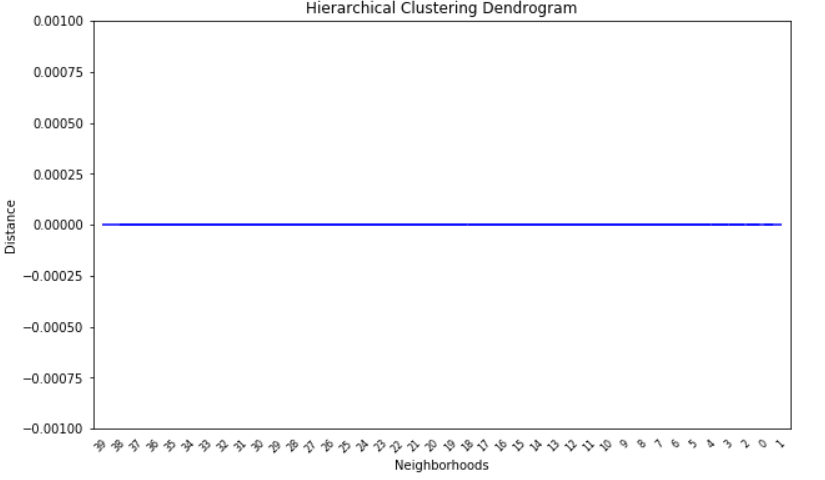 Hierarchical Clustering Dendrogram
0.00100
0.00075
0.00050
0.00025
0.00000
−0.00025
−0.00050
−0.00075
−0.00100
Distance
39 38 37 36 35 34 33 32 31 30 29 28 27 26 25 24 23 22 21 20 19 18 17 16 15 14 13 12 11 10 9 8 7 6 5 4 3 2 0 1
Neighborhoods